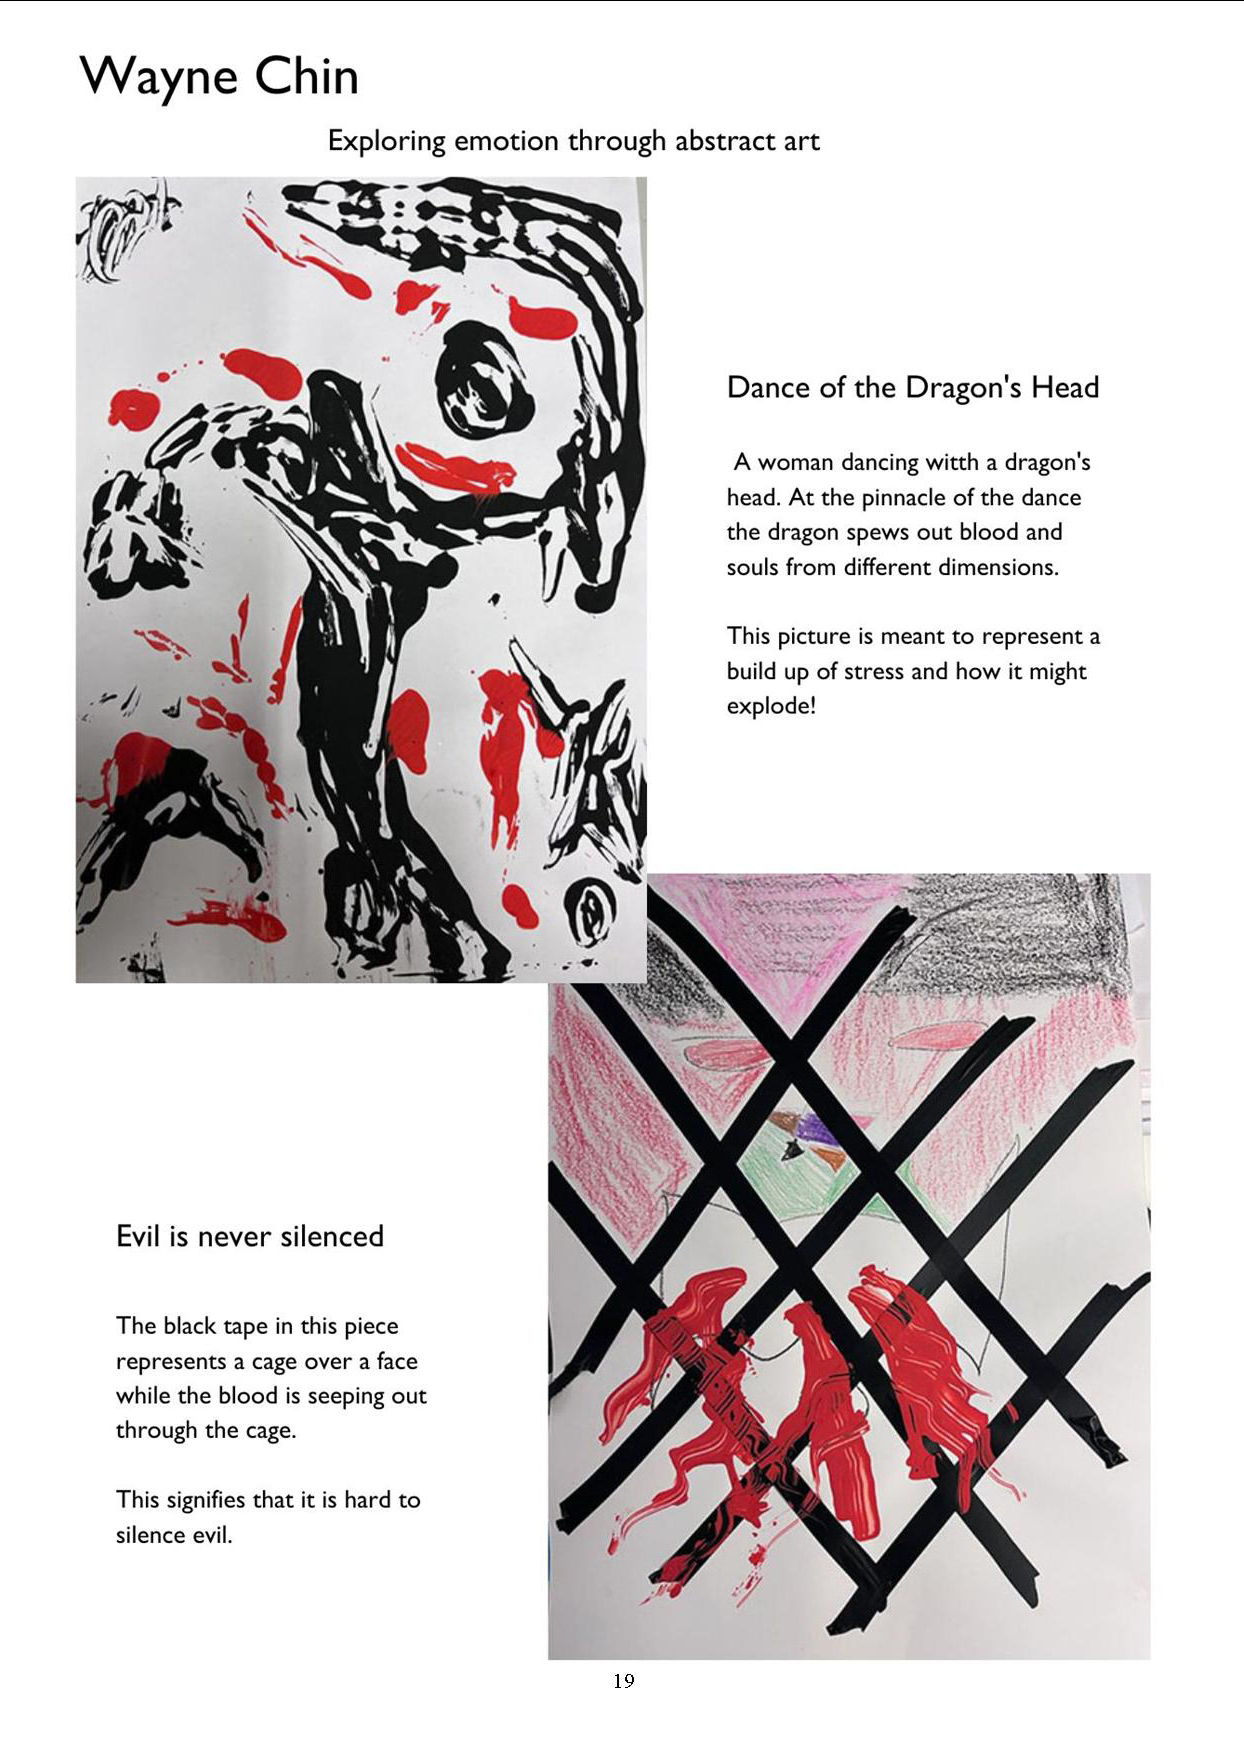 Wayne Chin
Exploring emotion through abstract art
Dance of the Dragon's Head
A woman dancing witth a dragon's
head. At the pinnacle of the dance
the dragon spews out blood and
souls from different dimensions.
This picture is meant to represent a
build up of stress and how it might
explode!
Evil is never silenced
The black tape in this piece
represents a cage over a face
while the blood is seeping out
through the cage.
This signifies that it is hard to
silence evil.
19